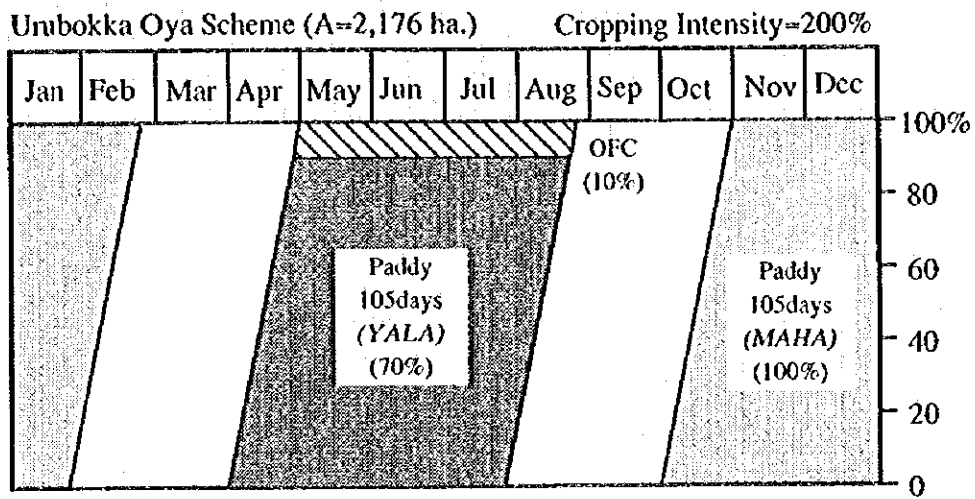 Urubokka Oya Scheme (A=2,176 ha.) Cropping Intensity=200%
Jan Feb Mar Apr May Jun Jul Aug Sep Oct Nov Dec
100%
OFC
(10%)
80
Paddy
105days
(YALA)
(70%)
Paddy
105days
(MAHA)
(100%)
60
40
20
0